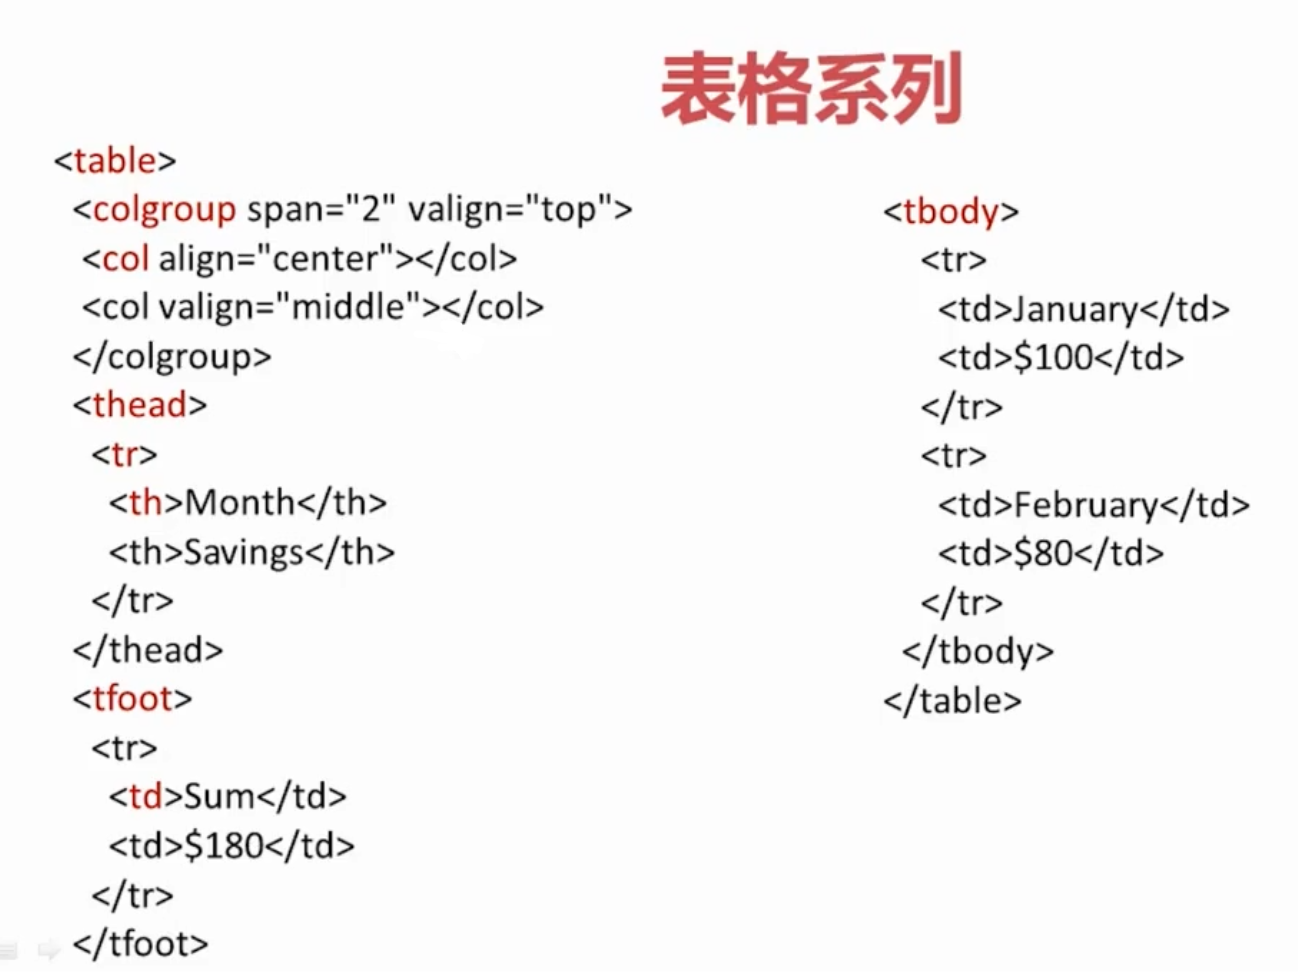 表格系列
<table>
<colgroup span="2" valign="top">
<col align="center"></col>
<col valign="middle"></col>
</colgroup>
<thead>
<tr>
<th>Month</th>
<th>Savings</th>
</tr>
</thead>
<tfoot>
<tr>
<td>Sum</td>
<td>$180</td>
</tr>
</tfoot>
<tbody>
<tr>
<td>January</td>
<td>$100</td>
</tr>
<tr>
<td>February</td>
<td>$80</td>
</tr>
</tbody>
</table>